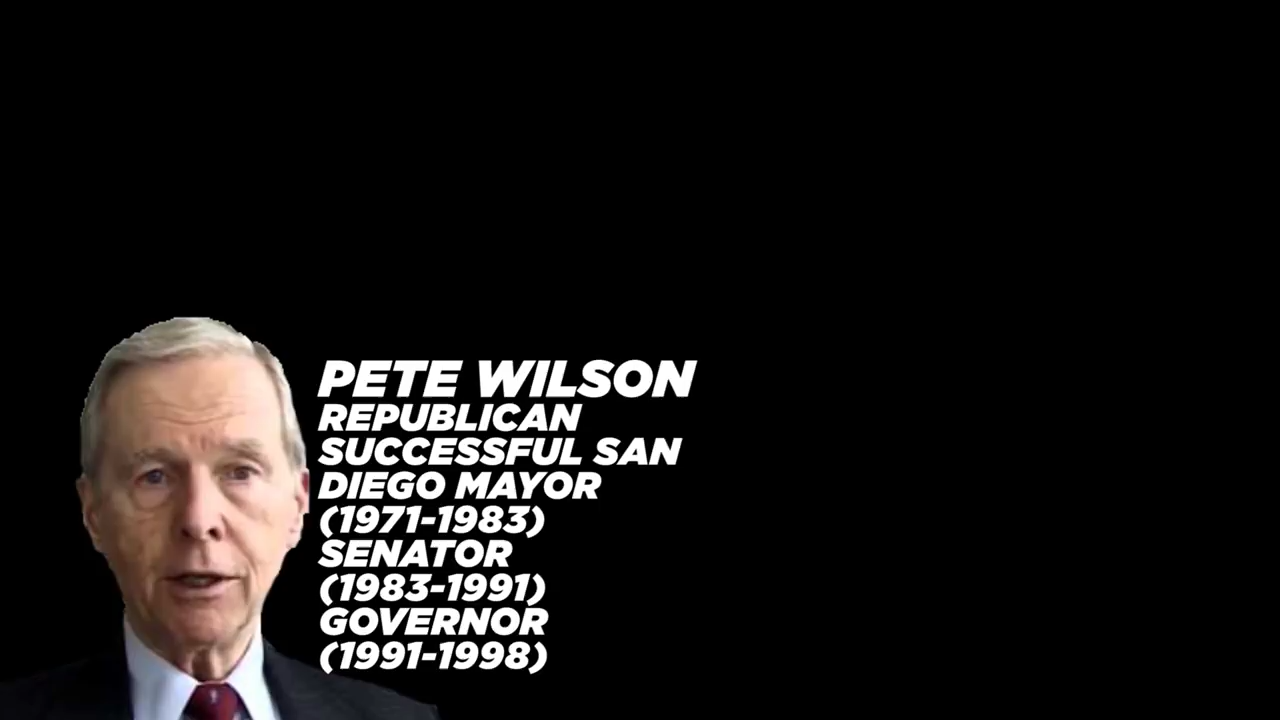 PETE WILSON
REPUBLICAN
SUCCESSFUL SAN
DIEGO MAYOR
(1971-1983)
SENATOR
(1983-1991)
GOVERNOR
(1991-1998)